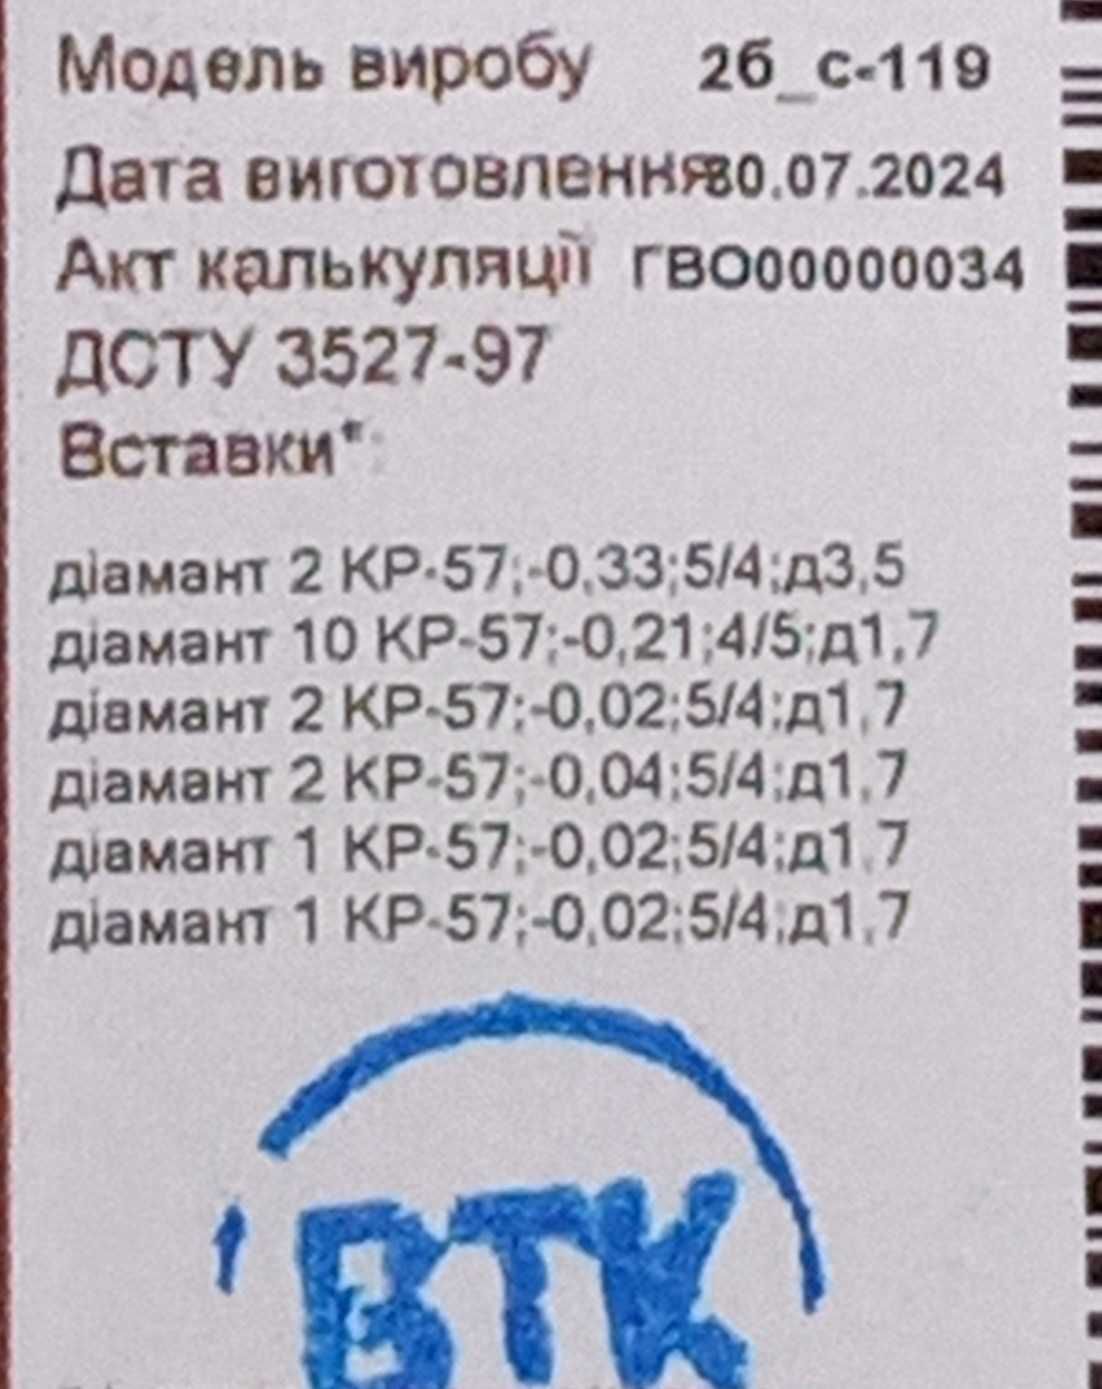 Модель виробу 2б_с-119
Дата виготовлення 30.07.2024
Акт калькуляції ГВО00000034
ДСТУ 3527-97
Вставки*:
діамант 2 КР-57;-0,33;5/4;д3,5
діамант 10 КР-57;-0,21;4/5;д1,7
діамант 2 КР-57;-0,02;5/4;д1,7
діамант 2 КР-57;-0,04;5/4;д1,7
діамант 1 КР-57;-0,02;5/4;д1,7
діамант 1 КР-57;-0,02;5/4;д1,7
ВТК